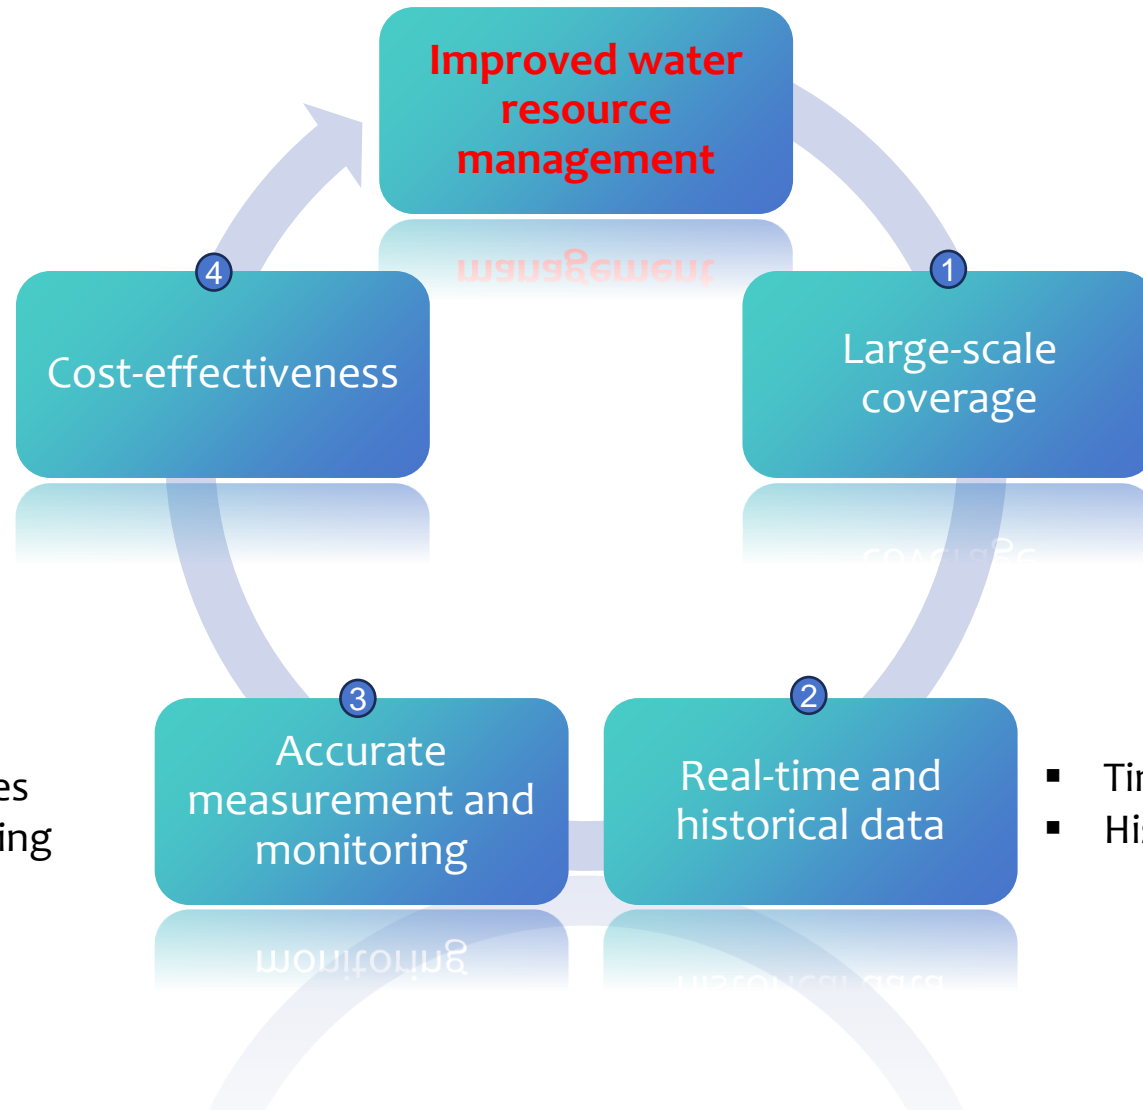 Improved water
resource
management
1
Large-scale
coverage
2
Real-time and
historical data
3
Accurate
measurement and
monitoring
4
Cost-effectiveness